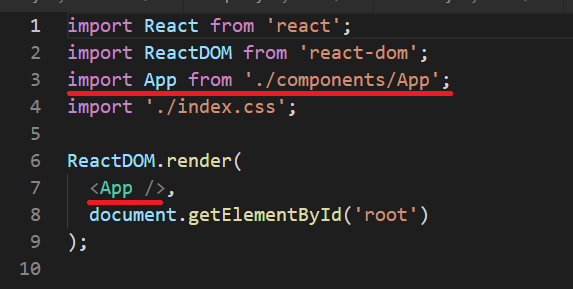 1 import React from 'react';
2 import ReactDOM from 'react-dom';
3 import App from './components/App';
4 import './index.css';
5
6 ReactDOM.render(
7 <App />,
8 document.getElementById('root')
9 );
10